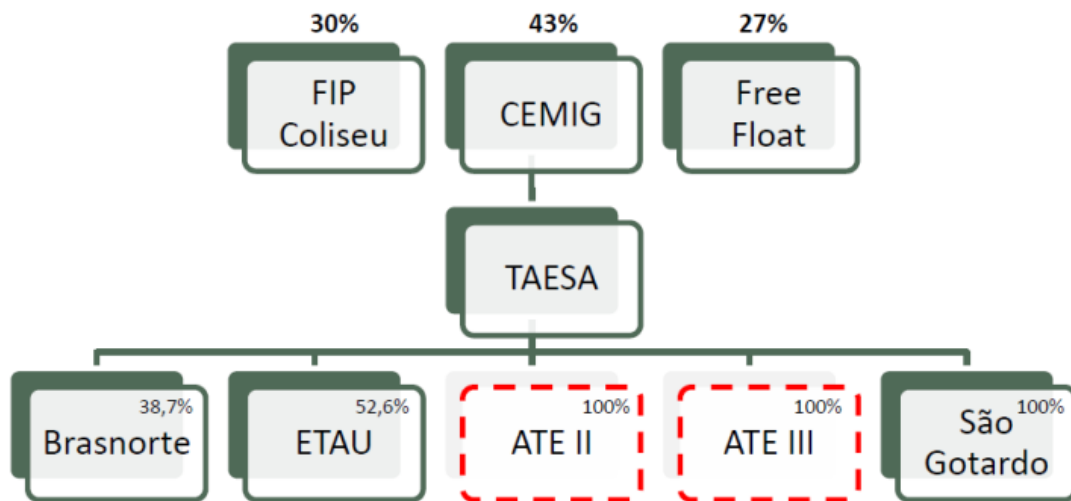 30%
43%
27%
FIP
Coliseu
CEMIG
Free
Float
TAESA
38,7%
Brasnorte
52,6%
ETAU
100%
ATE II
100%
ATE III
100%
São
Gotardo